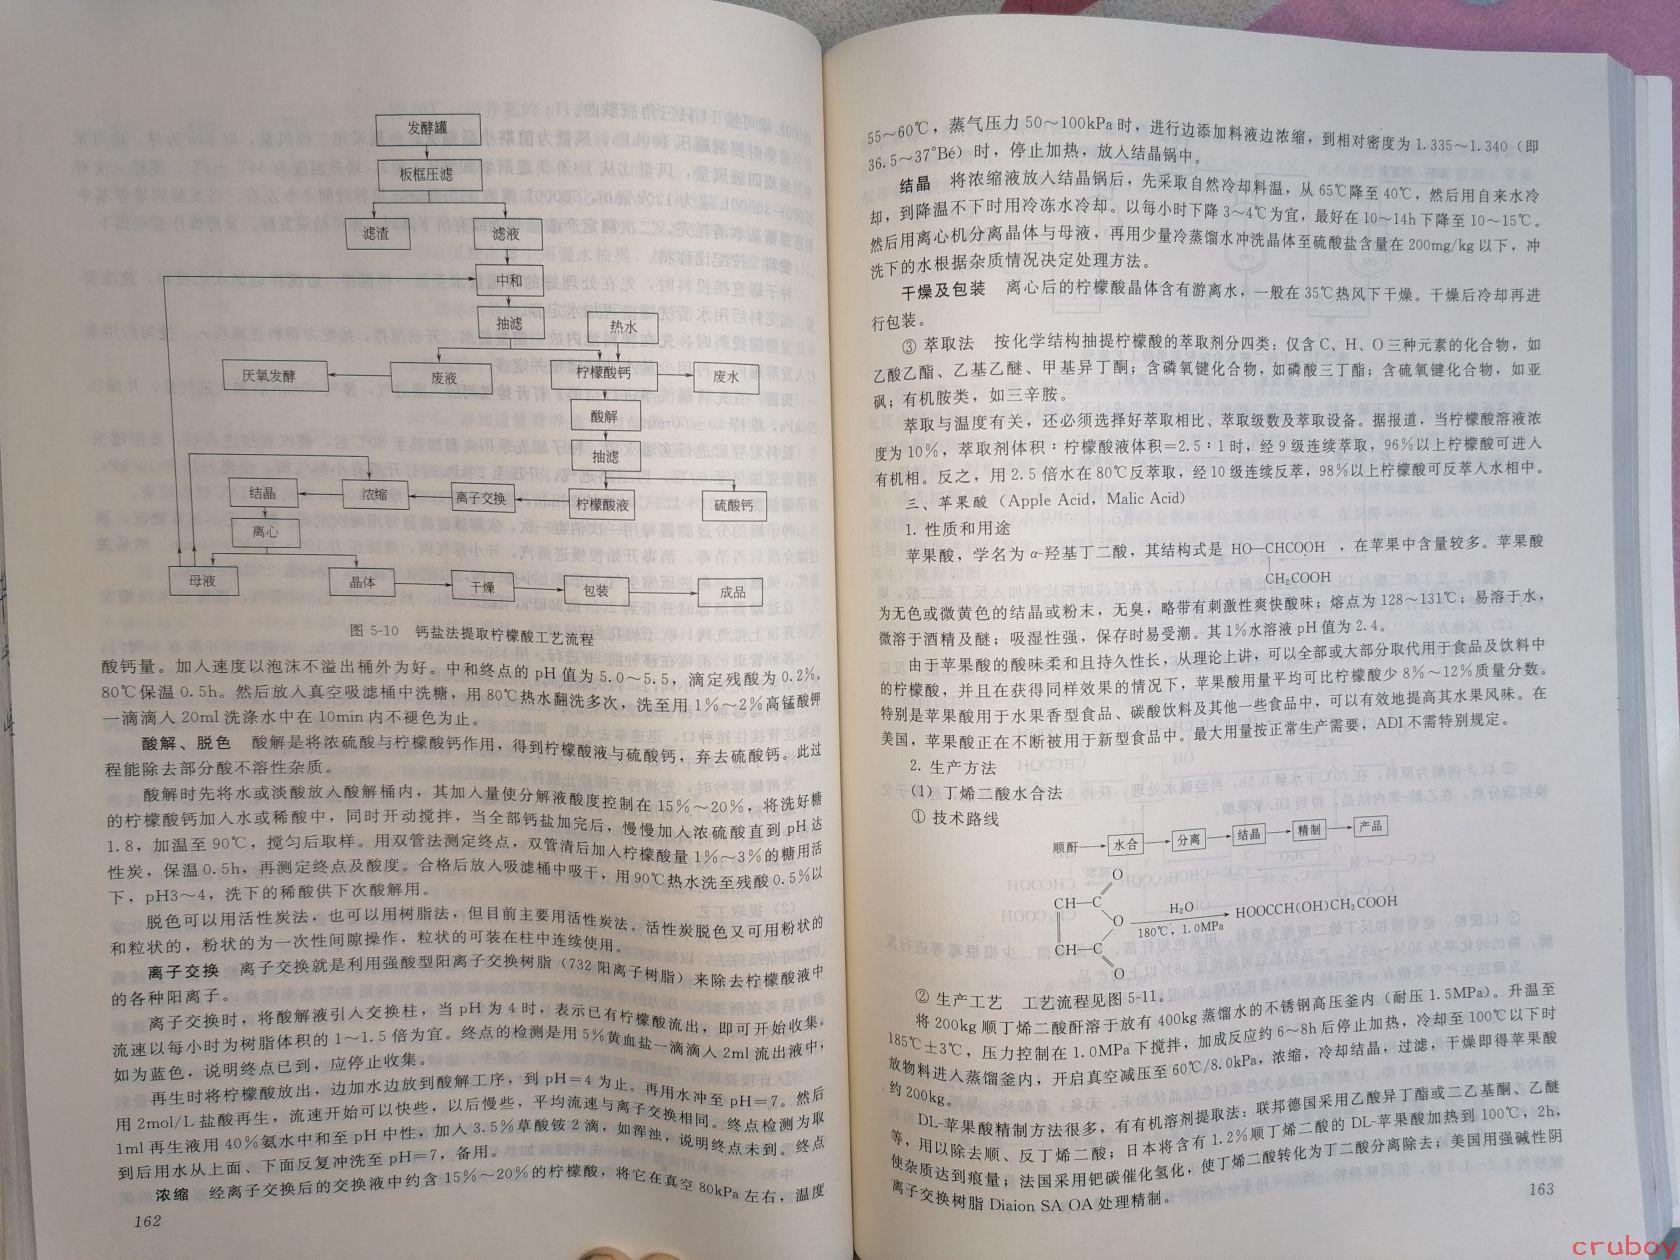 发酵罐
板框压滤
滤渣
滤液
中和
抽滤
热水
厌氧发酵
废液
柠檬酸钙
废水
酸解
抽滤
结晶
浓缩
离子交换
柠檬酸液
硫酸钙
离心
母液
晶体
干燥
包装
成品
图 5-10 钙盐法提取柠檬酸工艺流程
酸钙量。加入速度以泡沫不溢出桶外为好。中和终点的 pH 值为 5.0～5.5，滴定残酸为 0.2%。
80℃保温 0.5h。然后放入真空吸滤桶中洗糖，用 80℃热水翻洗多次，洗至用 1%～2%高锰酸钾
一滴滴入 20ml 洗涤水中在 10min 内不褪色为止。
酸解、脱色 酸解是将浓硫酸与柠檬酸钙作用，得到柠檬酸液与硫酸钙，弃去硫酸钙。此过
程能除去部分酸不溶性杂质。
酸解时先将水或淡酸放入酸解桶内，其加入量使分解液酸度控制在 15%～20%，将洗好糖
的柠檬酸钙加入水或稀酸中，同时开动搅拌，当全部钙盐加完后，慢慢加入浓硫酸直到 pH 达
1.8，加温至 90℃，搅匀后取样。用双管法测定终点，双管清后加入柠檬酸量 1%～3%的糖用活
性炭，保温 0.5h，再测定终点及酸度。合格后放入吸滤桶中吸干，用 90℃热水洗至残酸 0.5%以
下，pH3～4，洗下的稀酸供下次酸解用。
脱色可以用活性炭法，也可以用树脂法，但目前主要用活性炭法。活性炭脱色又可用粉状的
和粒状的，粉状的为一次性间隙操作，粒状的可装在柱中连续使用。
离子交换 离子交换就是利用强酸型阳离子交换树脂（732 阳离子树脂）来除去柠檬酸液中
的各种阳离子。
离子交换时，将酸解液引入交换柱，当 pH 为 4 时，表示已有柠檬酸流出，即可开始收集。
流速以每小时为树脂体积的 1～1.5 倍为宜。终点的检测是用 5%黄血盐一滴滴入 2ml 流出液中，
如为蓝色，说明终点已到，应停止收集。
再生时将柠檬酸放出，边加水边放到酸解工序，到 pH＝4 为止。再用水冲至 pH＝7。然后
用 2mol/L 盐酸再生，流速开始可以快些，以后慢些，平均流速与离子交换相同。终点检测为取
1ml 再生液用 40%氨水中和至 pH 中性，加入 3.5%草酸铵 2 滴，如浑浊，说明终点未到。终点
到后用水从上面、下面反复冲洗至 pH＝7，备用。
浓缩 经离子交换后的交换液中约含 15%～20%的柠檬酸，将它在真空 80kPa 左右，温度
162
55～60℃，蒸气压力 50～100kPa 时，进行边添加料液边浓缩，到相对密度为 1.335～1.340（即
36.5～37°Bé）时，停止加热，放入结晶锅中。
结晶 将浓缩液放入结晶锅后，先采取自然冷却料温，从 65℃降至 40℃，然后用自来水冷
却，到降温不下时用冷冻水冷却。以每小时下降 3～4℃为宜，最好在 10～14h 下降至 10～15℃。
然后用离心机分离晶体与母液，再用少量冷蒸馏水冲洗晶体至硫酸盐含量在 200mg/kg 以下，冲
洗下的水根据杂质情况决定处理方法。
干燥及包装 离心后的柠檬酸晶体含有游离水，一般在 35℃热风下干燥。干燥后冷却再进
行包装。
③ 萃取法 按化学结构抽提柠檬酸的萃取剂分四类：仅含 C、H、O 三种元素的化合物，如
乙酸乙酯、乙基乙醚、甲基异丁酮；含磷氧键化合物，如磷酸三丁酯；含硫氧键化合物，如亚
砜；有机胺类，如三辛胺。
萃取与温度有关，还必须选择好萃取相比、萃取级数及萃取设备。据报道，当柠檬酸溶液浓
度为 10%，萃取剂体积∶柠檬酸液体积＝2.5∶1 时，经 9 级连续萃取，96%以上柠檬酸可进入
有机相。反之，用 2.5 倍水在 80℃反萃取，经 10 级连续反萃，98%以上柠檬酸可反萃入水相中。
三、苹果酸（Apple Acid，Malic Acid）
1. 性质和用途
苹果酸，学名为 α-羟基丁二酸，其结构式是 HO—CHCOOH ，在苹果中含量较多。苹果酸
CH₂COOH
为无色或微黄色的结晶或粉末，无臭，略带有刺激性爽快酸味；熔点为 128～131℃；易溶于水，
微溶于酒精及醚；吸湿性强，保存时易受潮。其 1%水溶液 pH 值为 2.4。
由于苹果酸的酸味柔和且持久性长，从理论上讲，可以全部或大部分取代用于食品及饮料中
的柠檬酸，并且在获得同样效果的情况下，苹果酸用量平均可比柠檬酸少 8%～12%质量分数。
特别是苹果酸用于水果香型食品、碳酸饮料及其他一些食品中，可以有效地提高其水果风味。在
美国，苹果酸正在不断被用于新型食品中。最大用量按正常生产需要，ADI 不需特别规定。
2. 生产方法
(1) 丁烯二酸水合法
① 技术路线
顺酐 水合 分离 结晶 精制 产品
O
CH—C
O
H₂O
180℃，1.0MPa
HOOCCH(OH)CH₂COOH
CH—C
O
② 生产工艺 工艺流程见图 5-11。
将 200kg 顺丁烯二酸酐溶于放有 400kg 蒸馏水的不锈钢高压釜内（耐压 1.5MPa）。升温至
185℃±3℃，压力控制在 1.0MPa 下搅拌，加成反应约 6～8h 后停止加热，冷却至 100℃以下时
放物料进入蒸馏釜内，开启真空减压至 60℃/8.0kPa，浓缩，冷却结晶，过滤，干燥即得苹果酸
约 200kg。
DL-苹果酸精制方法很多，有有机溶剂提取法：联邦德国采用乙酸异丁酯或二乙基酮、乙醚
等，用以除去顺、反丁烯二酸；日本将含有 1.2%顺丁烯二酸的 DL-苹果酸加热到 100℃，2h，
使杂质达到痕量；法国采用钯碳催化氢化，使丁烯二酸转化为丁二酸分离除去；美国用强碱性阴
离子交换树脂 Diaion SA OA 处理精制。
163
cruboy